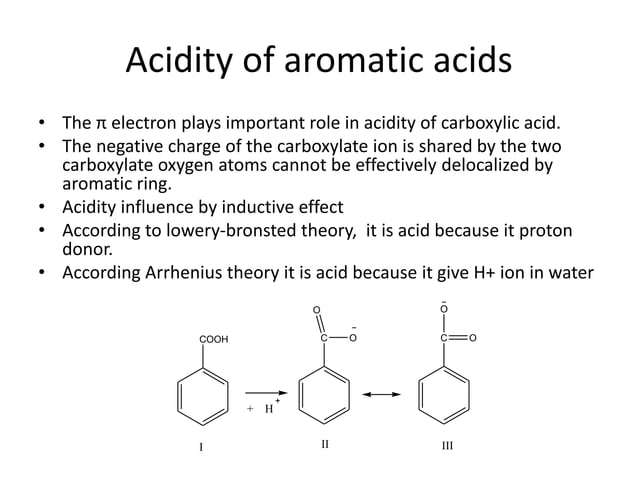 Acidity of aromatic acids
• The π electron plays important role in acidity of carboxylic acid.
• The negative charge of the carboxylate ion is shared by the two
carboxylate oxygen atoms cannot be effectively delocalized by
aromatic ring.
• Acidity influence by inductive effect
• According to lowery-bronsted theory,  it is acid because it proton
donor.
• According Arrhenius theory it is acid because it give H+ ion in water
O
–
O
COOH
C
O
–
C
O
+ H+
I
II
III